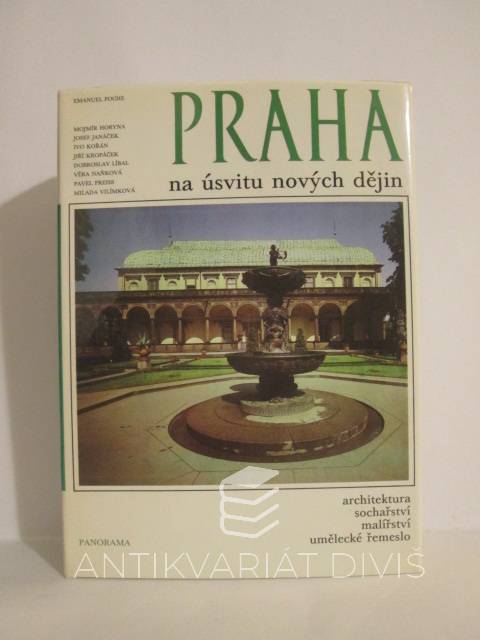 EMANUEL POCHE
MOJMÍR HORYNA
JOSEF JANÁČEK
IVO KOŘÁN
JIŘÍ KROPÁČEK
DOBROSLAV LÍBAL
VĚRA NAŇKOVÁ
PAVEL PREISS
MILADA VILÍMKOVÁ
PRAHA
na úsvitu nových dějin
architektura
sochařství
malířství
umělecké řemeslo
PANORAMA
ANTIKVARIÁT DIVIŠ